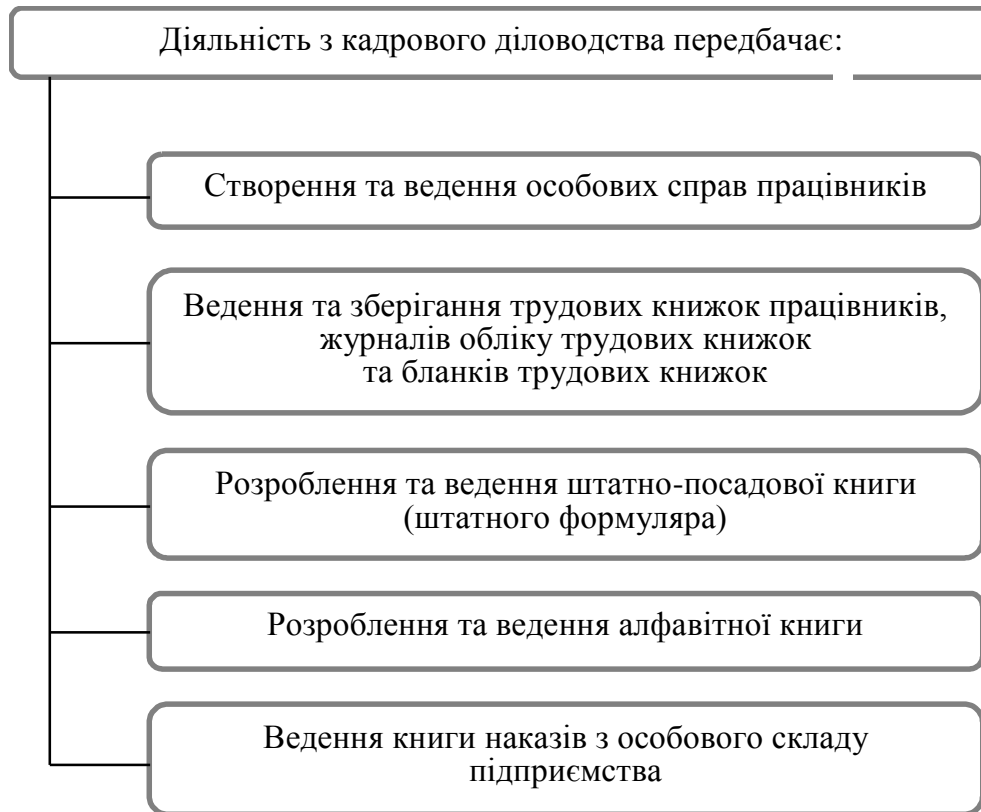 Діяльність з кадрового діловодства передбачає:
Створення та ведення особових справ працівників
Ведення та зберігання трудових книжок працівників,
журналів обліку трудових книжок
та бланків трудових книжок
Розроблення та ведення штатно-посадової книги
(штатного формуляра)
Розроблення та ведення алфавітної книги
Ведення книги наказів з особового складу
підприємства